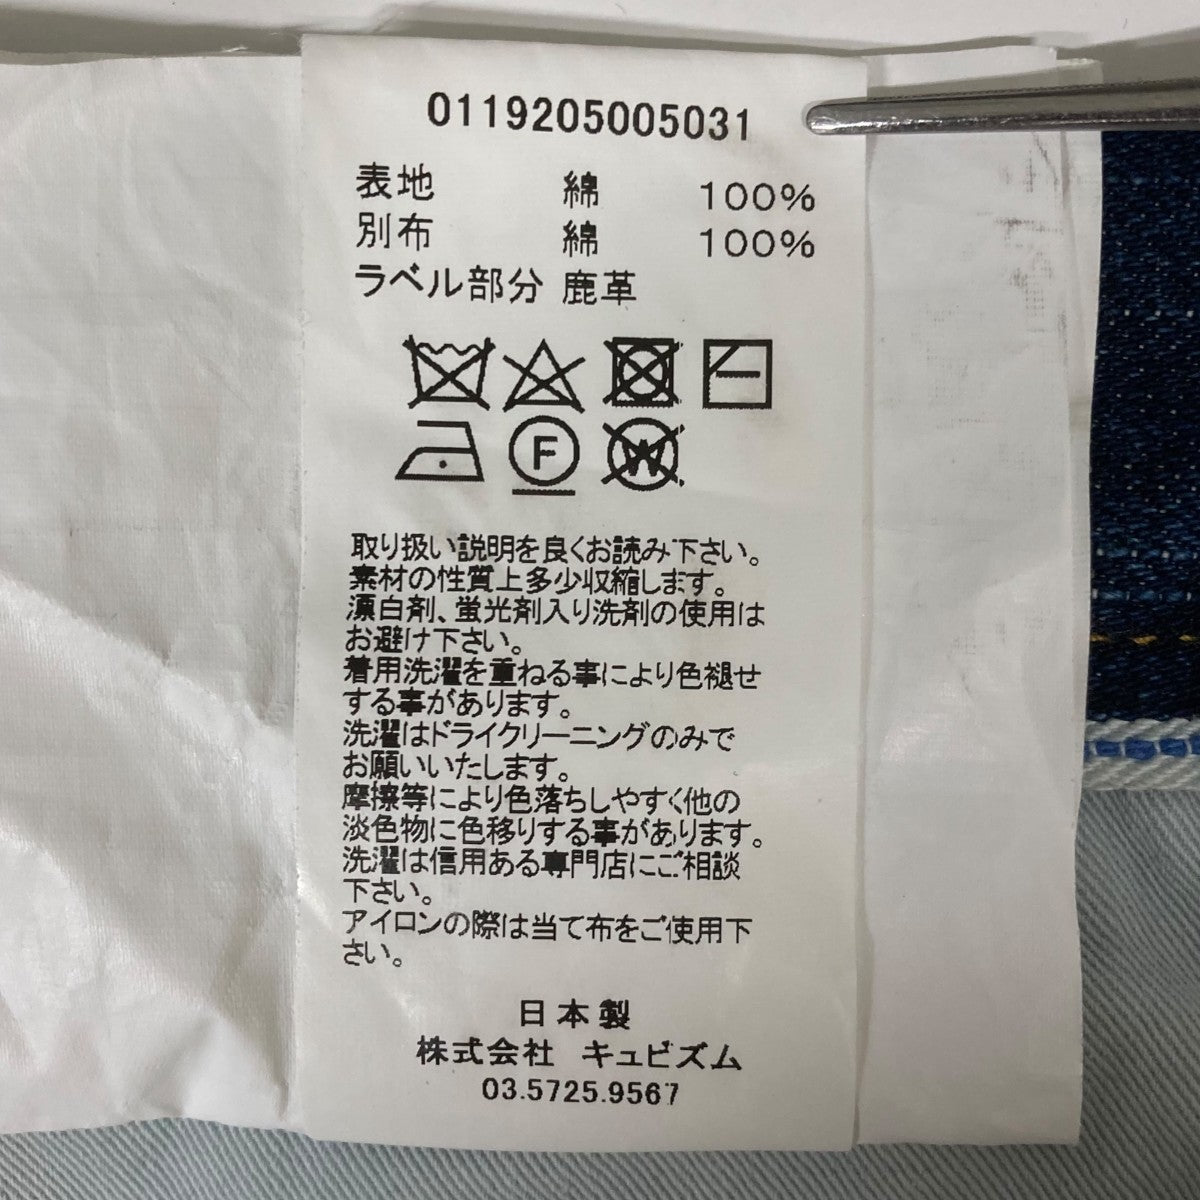 0119205005031
表地 綿 100%
別布 綿 100%
ラベル部分 鹿革
F
W
取り扱い説明を良くお読み下さい。
素材の性質上多少収縮します。
漂白剤、蛍光剤入り洗剤の使用は
お避け下さい。
着用洗濯を重ねる事により色褪せ
する事があります。
洗濯はドライクリーニングのみで
お願いいたします。
摩擦等により色落ちしやすく他の
淡色物に色移りする事があります。
洗濯は信用ある専門店にご相談
下さい。
アイロンの際は当て布をご使用下
さい。
日本製
株式会社 キュビズム
03.5725.9567